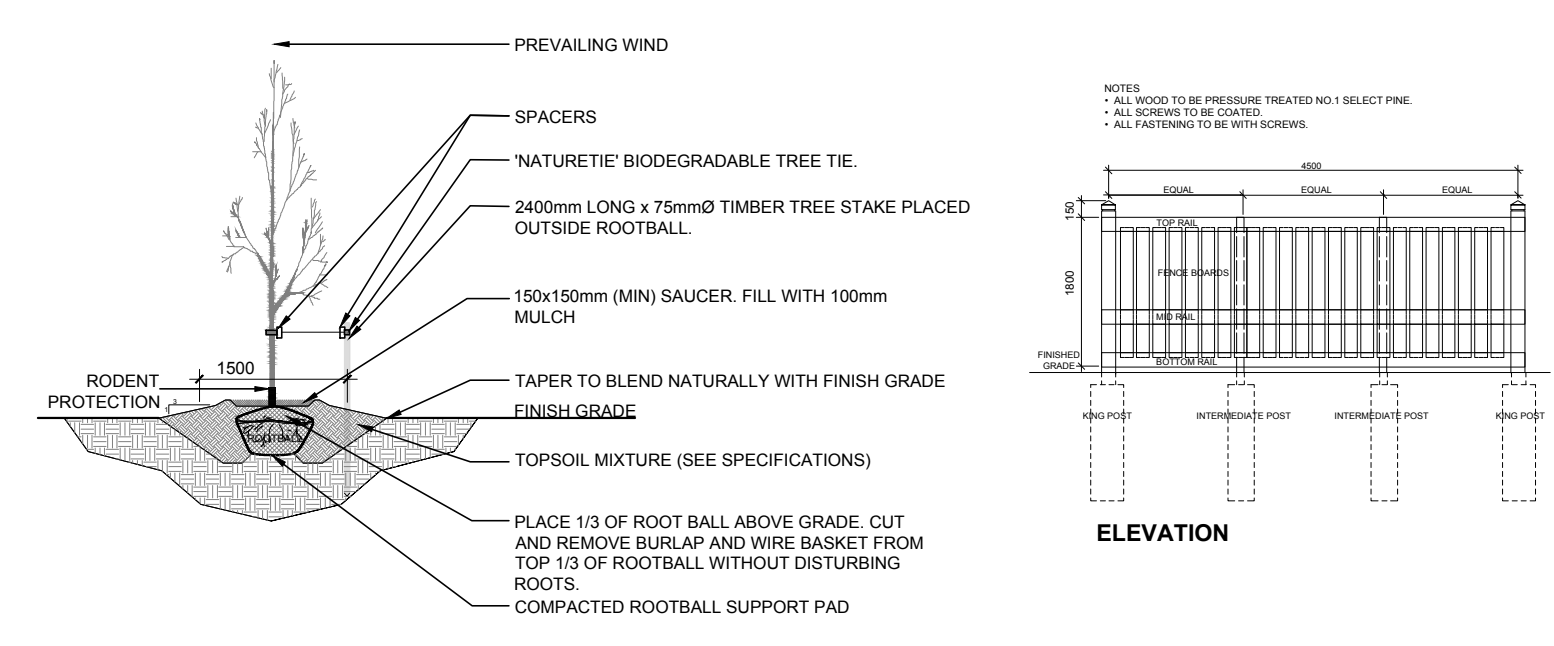 PREVAILING WIND
SPACERS
'NATURETIE' BIODEGRADABLE TREE TIE.
2400mm LONG x 75mmØ TIMBER TREE STAKE PLACED
OUTSIDE ROOTBALL.
150x150mm (MIN) SAUCER. FILL WITH 100mm
MULCH
1500
RODENT
PROTECTION
1
3
TAPER TO BLEND NATURALLY WITH FINISH GRADE
FINISH GRADE
ROOTBALL
TOPSOIL MIXTURE (SEE SPECIFICATIONS)
PLACE 1/3 OF ROOT BALL ABOVE GRADE. CUT
AND REMOVE BURLAP AND WIRE BASKET FROM
TOP 1/3 OF ROOTBALL WITHOUT DISTURBING
ROOTS.
COMPACTED ROOTBALL SUPPORT PAD
NOTES
• ALL WOOD TO BE PRESSURE TREATED NO.1 SELECT PINE.
• ALL SCREWS TO BE COATED.
• ALL FASTENING TO BE WITH SCREWS.
4500
EQUAL EQUAL EQUAL
150
TOP RAIL
1800
FENCE BOARDS
MID RAIL
FINISHED
GRADE
BOTTOM RAIL
KING POST INTERMEDIATE POST INTERMEDIATE POST KING POST
ELEVATION